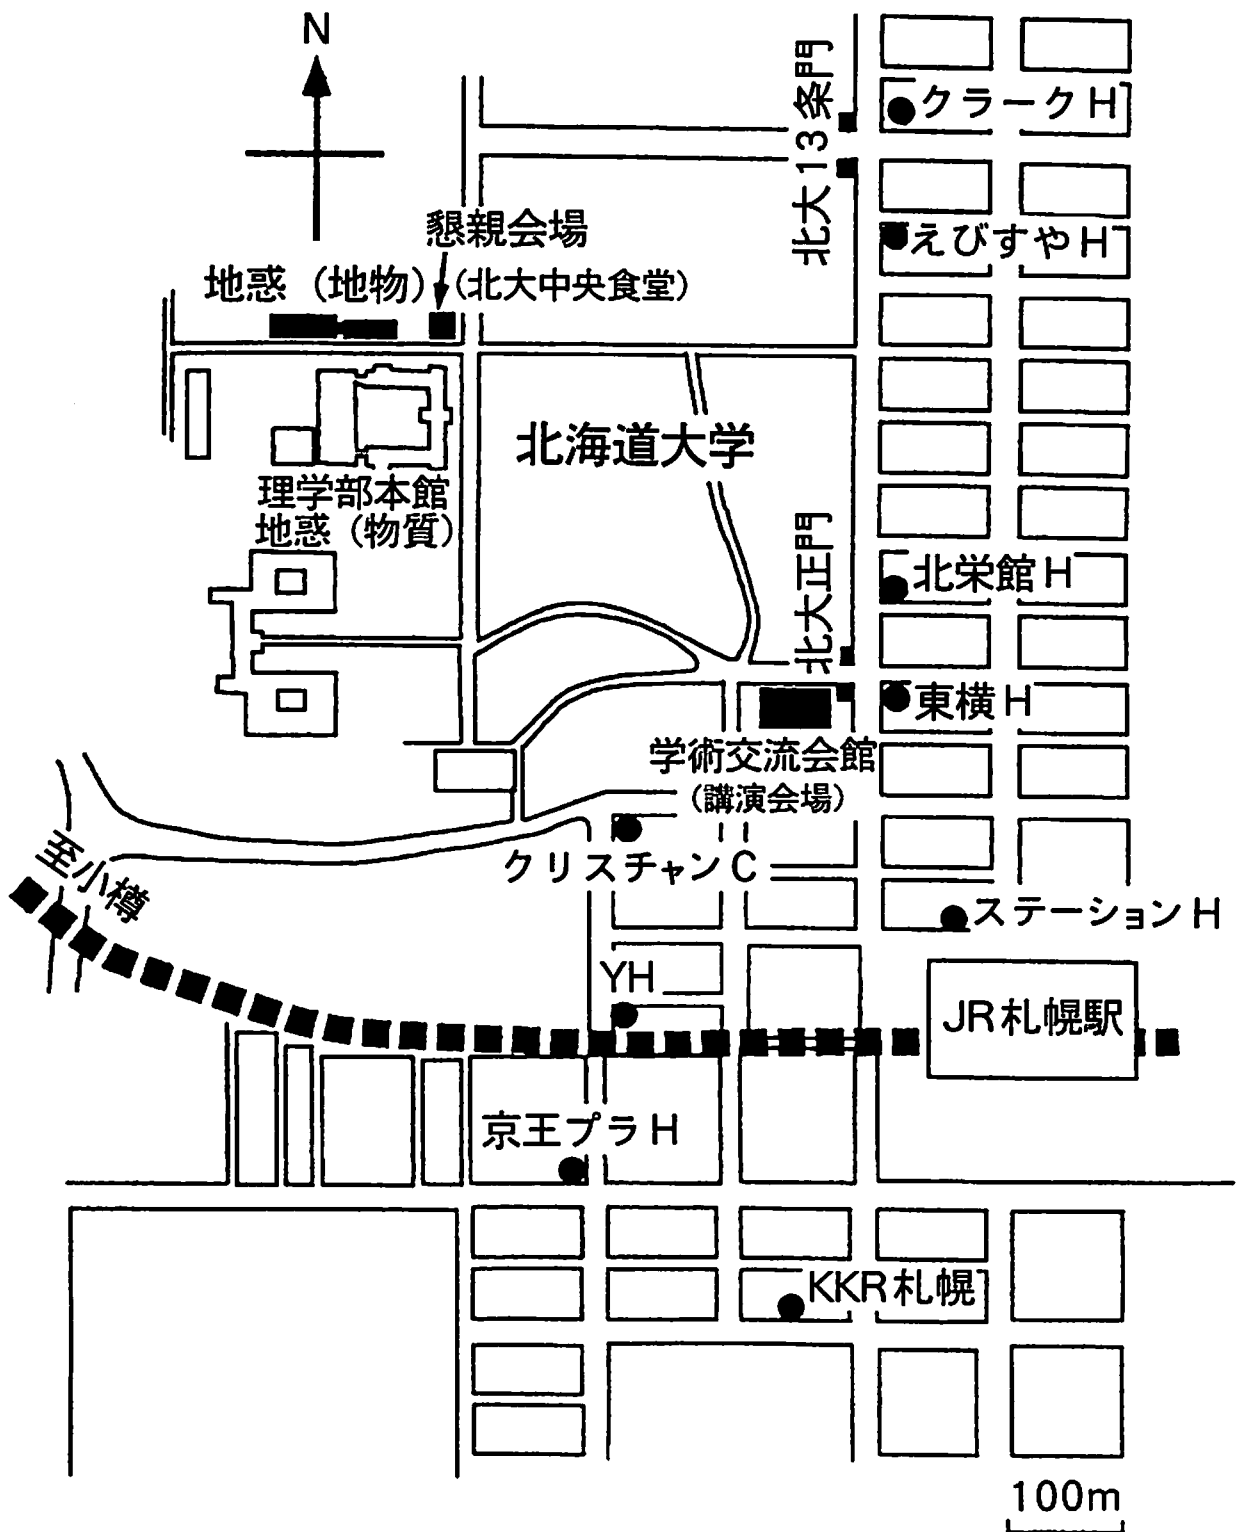 N
北大13条門
クラークH
懇親会場
えびすやH
地惑（地物）
（北大中央食堂）
北海道大学
理学部本館
地惑（物質）
北大正門
北栄館H
東横H
学術交流会館
（講演会場）
至小樽
クリスチャンC
ステーションH
YH
JR札幌駅
京王プラH
KKR札幌
100m